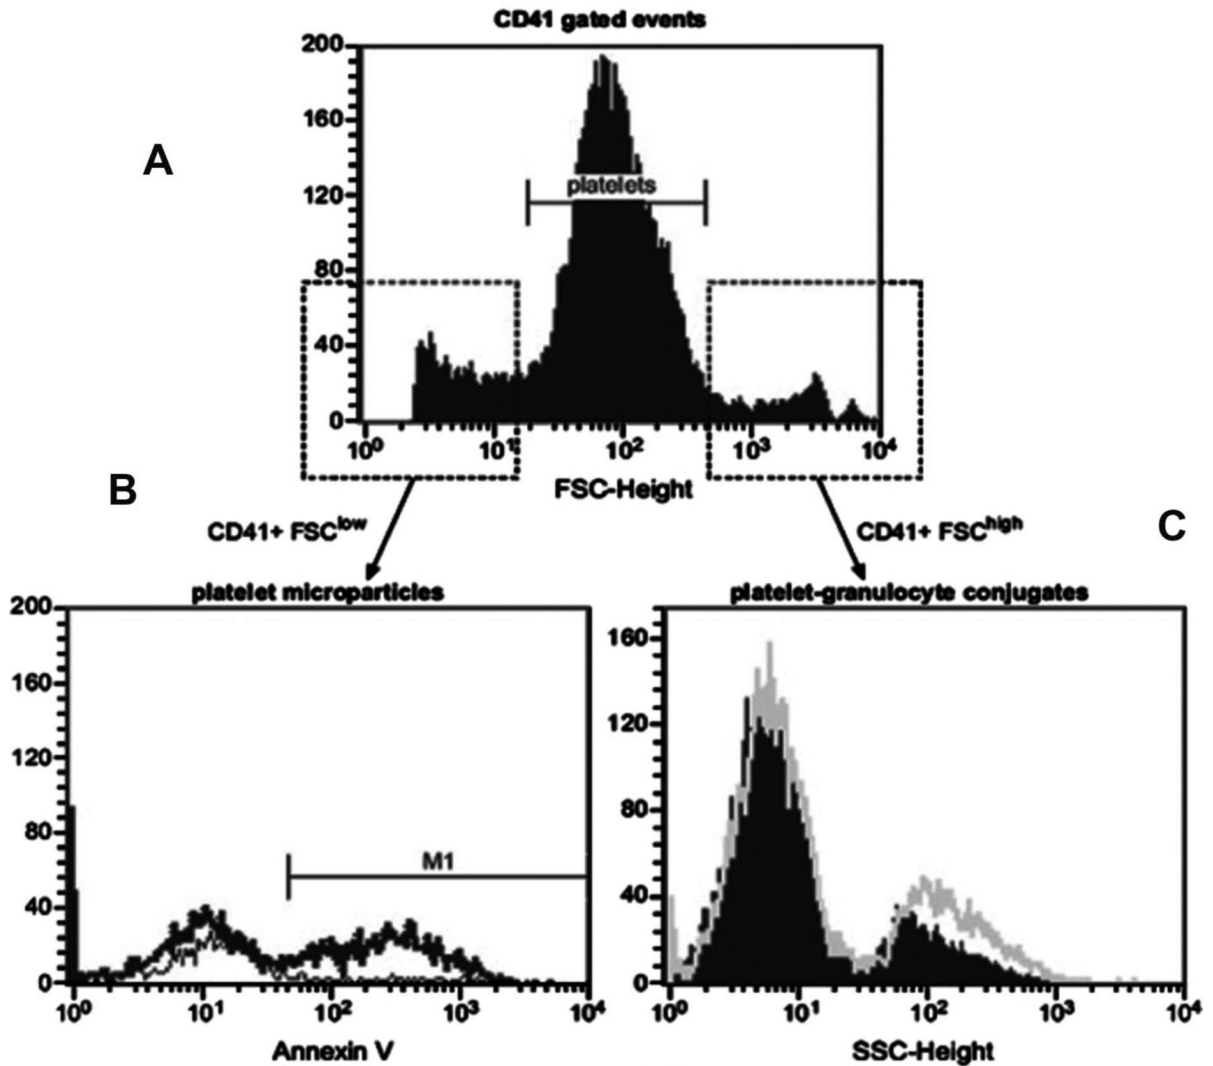 CD41 gated events
A
200
160
120
80
40
0
platelets
10⁰ 10¹ 10² 10³ 10⁴
FSC-Height
B
C
CD41+ FSC^low
CD41+ FSC^high
platelet microparticles
200
160
120
80
40
0
M1
10⁰ 10¹ 10² 10³ 10⁴
Annexin V
platelet-granulocyte conjugates
160
120
80
40
0
10⁰ 10¹ 10² 10³ 10⁴
SSC-Height